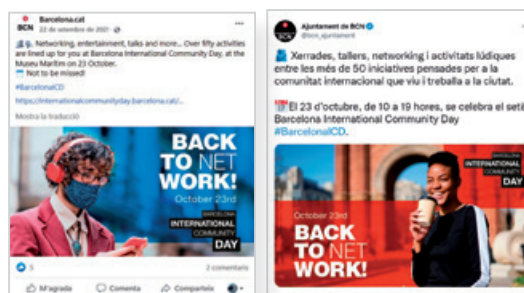 BCN
Barcelona.cat
22 de setembre de 2021
Networking, entertainment, talks and more... Over fifty activities
are lined up for you at Barcelona International Community Day, at the
Museu Marítim on 23 October.
Not to be missed!
#BarcelonaICD
https://internationalcommunityday.barcelona.cat/...
Mostra la traducció
BACK
TO NET
WORK!
October 23rd
BARCELONA
INTERNATIONAL
COMMUNITY
DAY
5
2 comentaris
M'agrada
Comenta
Comparteix
BCN
Ajuntament de BCN
@bcn_ajuntament
Xerrades, tallers, networking i activitats lúdiques
entre les més de 50 iniciatives pensades per a la
comunitat internacional que viu i treballa a la ciutat.
El 23 d'octubre, de 10 a 19 hores, se celebra el setè
Barcelona International Community Day
#BarcelonaICD.
BARCELONA
INTERNATIONAL
COMMUNITY
DAY
October 23rd
BACK
TO NET
WORK!